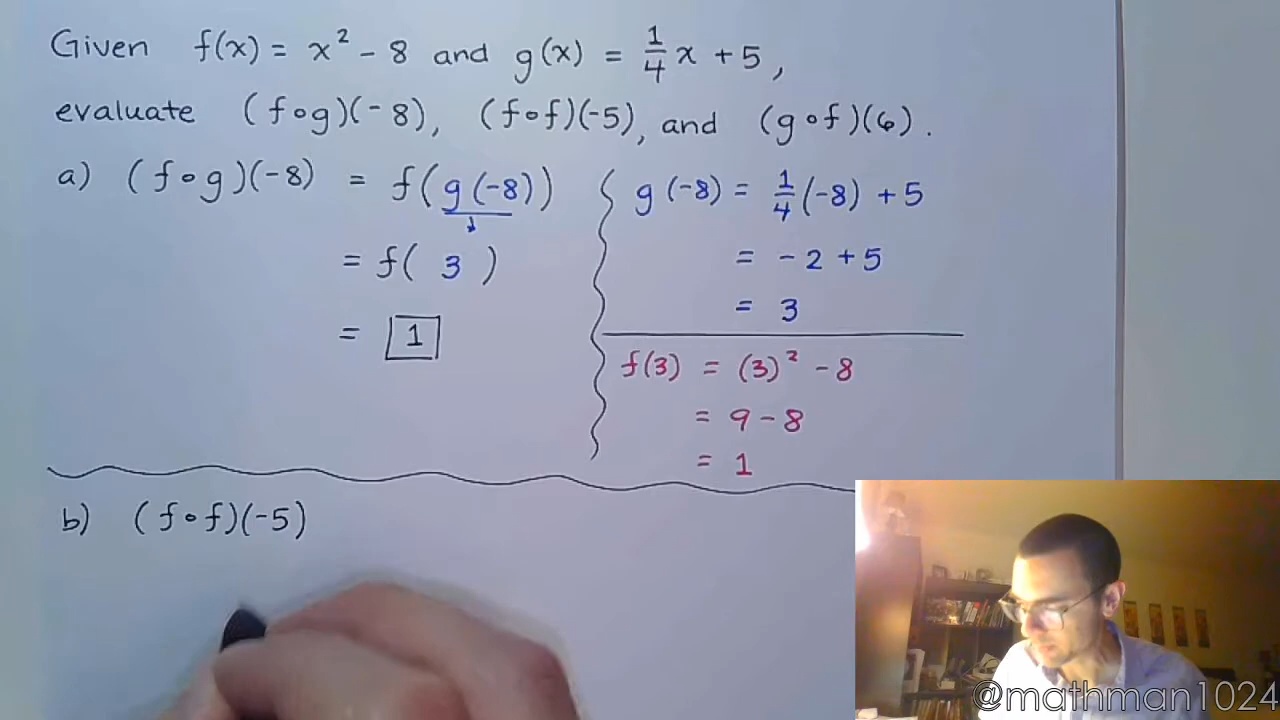 Given f(x) = x² - 8 and g(x) = 1/4 x + 5,
evaluate (f∘g)(-8), (f∘f)(-5), and (g∘f)(6).
a) (f∘g)(-8) = f(g(-8))
= f( 3 )
= 1
g(-8) = 1/4 (-8) + 5
= -2 + 5
= 3
f(3) = (3)² - 8
= 9 - 8
= 1
b) (f∘f)(-5)
@mathman1024